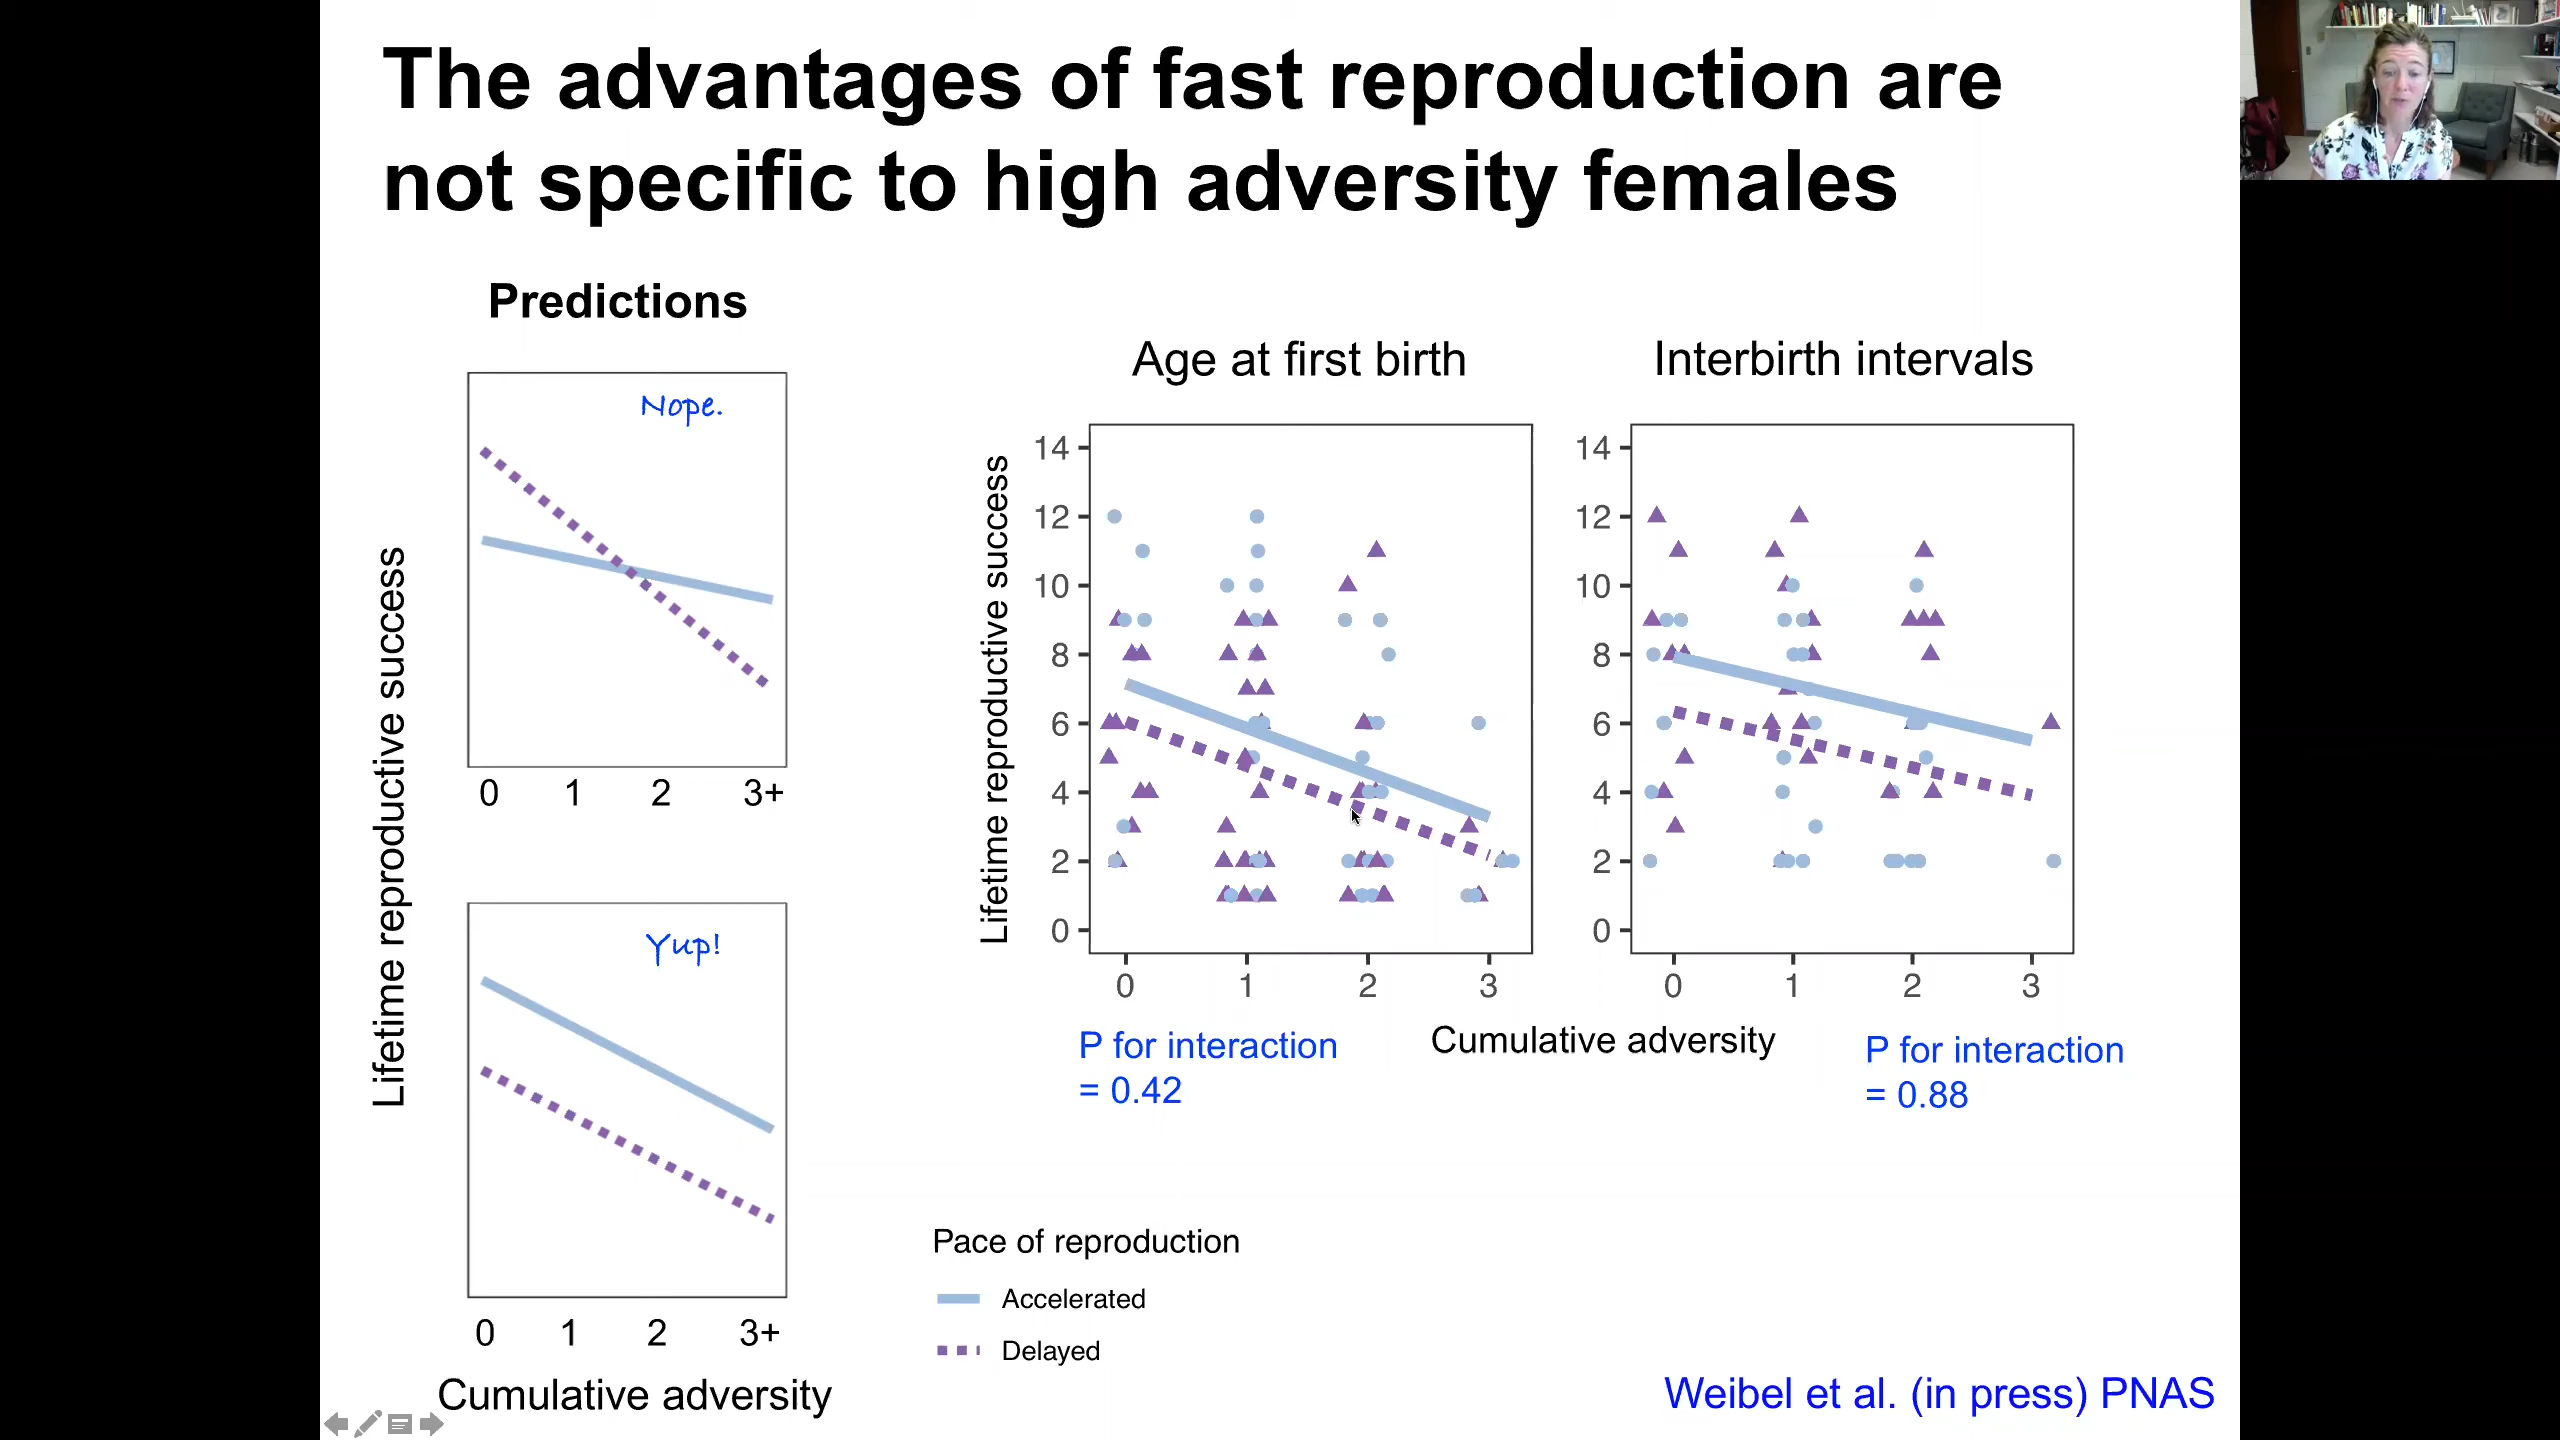 The advantages of fast reproduction are
not specific to high adversity females
Predictions
Nope.
Lifetime reproductive success
0 1 2 3+
Yup!
0 1 2 3+
Cumulative adversity
Age at first birth
Interbirth intervals
Lifetime reproductive success
14
12
10
8
6
4
2
0
0 1 2 3
14
12
10
8
6
4
2
0
0 1 2 3
Cumulative adversity
P for interaction
= 0.42
P for interaction
= 0.88
Pace of reproduction
Accelerated
Delayed
Weibel et al. (in press) PNAS